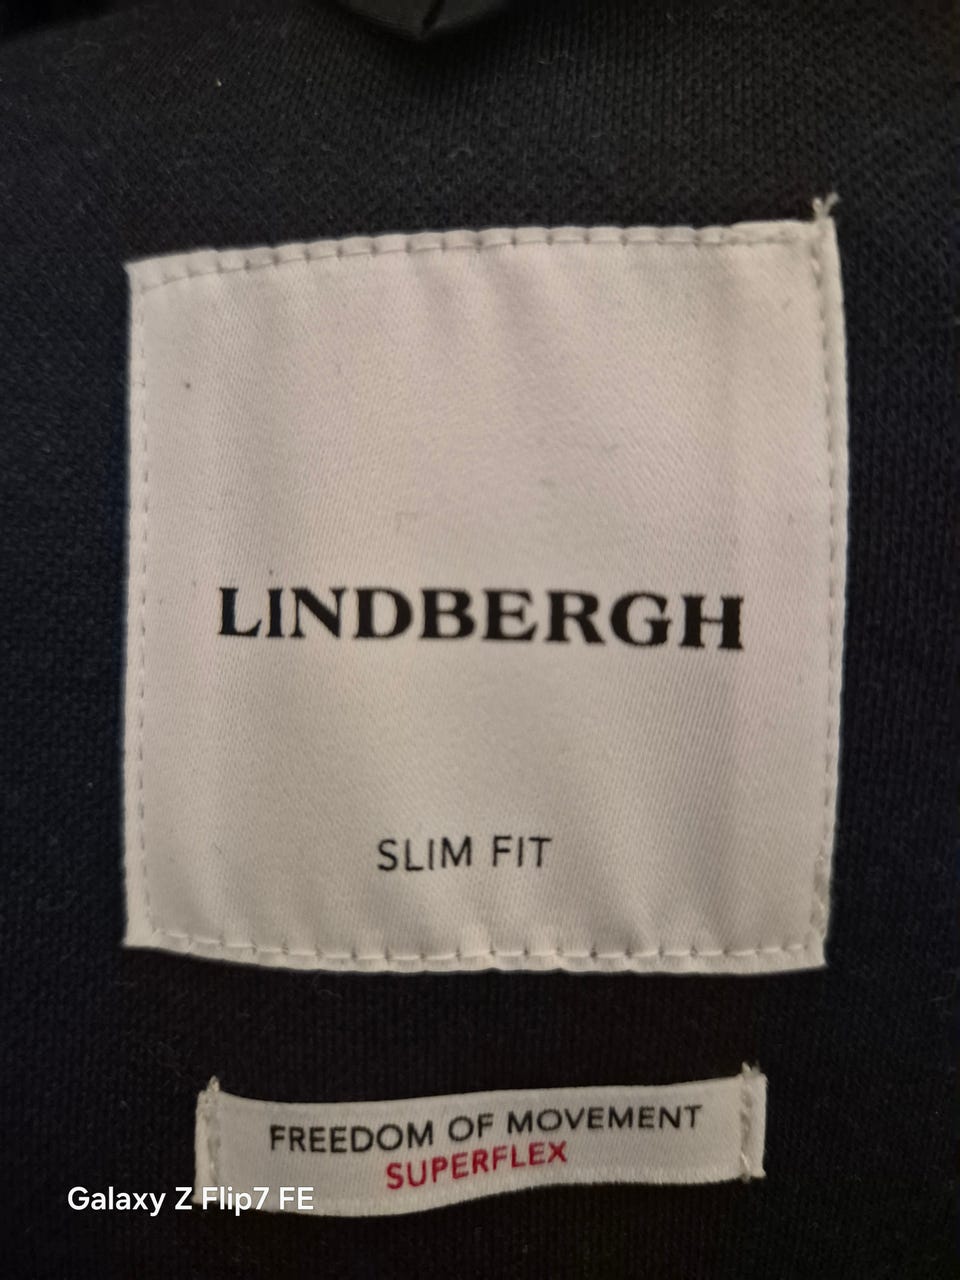 LINDBERGH
SLIM FIT
FREEDOM OF MOVEMENT
SUPERFLEX
Galaxy Z Flip7 FE